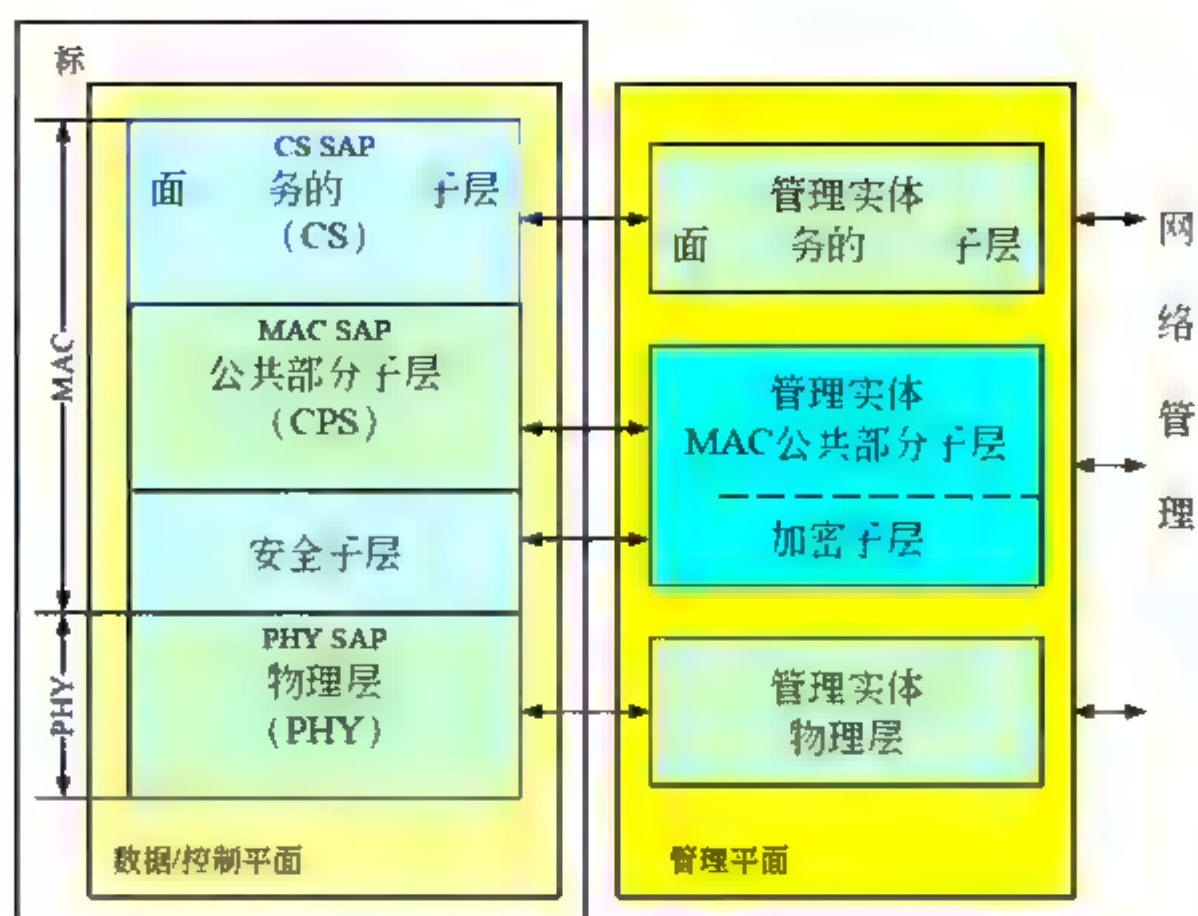 标
CS SAP
面 务的 子层
(CS)
MAC SAP
公共部分子层
(CPS)
安全子层
PHY SAP
物理层
(PHY)
MAC
PHY
数据/控制平面
管理实体
面 务的 子层
管理实体
MAC公共部分子层
加密子层
管理实体
物理层
管理平面
网
络
管
理